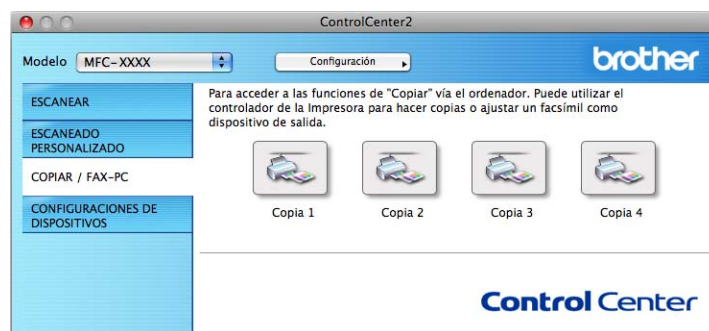 ControlCenter2
Modelo MFC-XXXX Configuración brother
ESCANEAR
ESCANEADO
PERSONALIZADO
COPIAR / FAX-PC
CONFIGURACIONES DE
DISPOSITIVOS
Para acceder a las funciones de "Copiar" vía el ordenador. Puede utilizar el
controlador de la Impresora para hacer copias o ajustar un facsímil como
dispositivo de salida.
Copia 1 Copia 2 Copia 3 Copia 4
Control Center